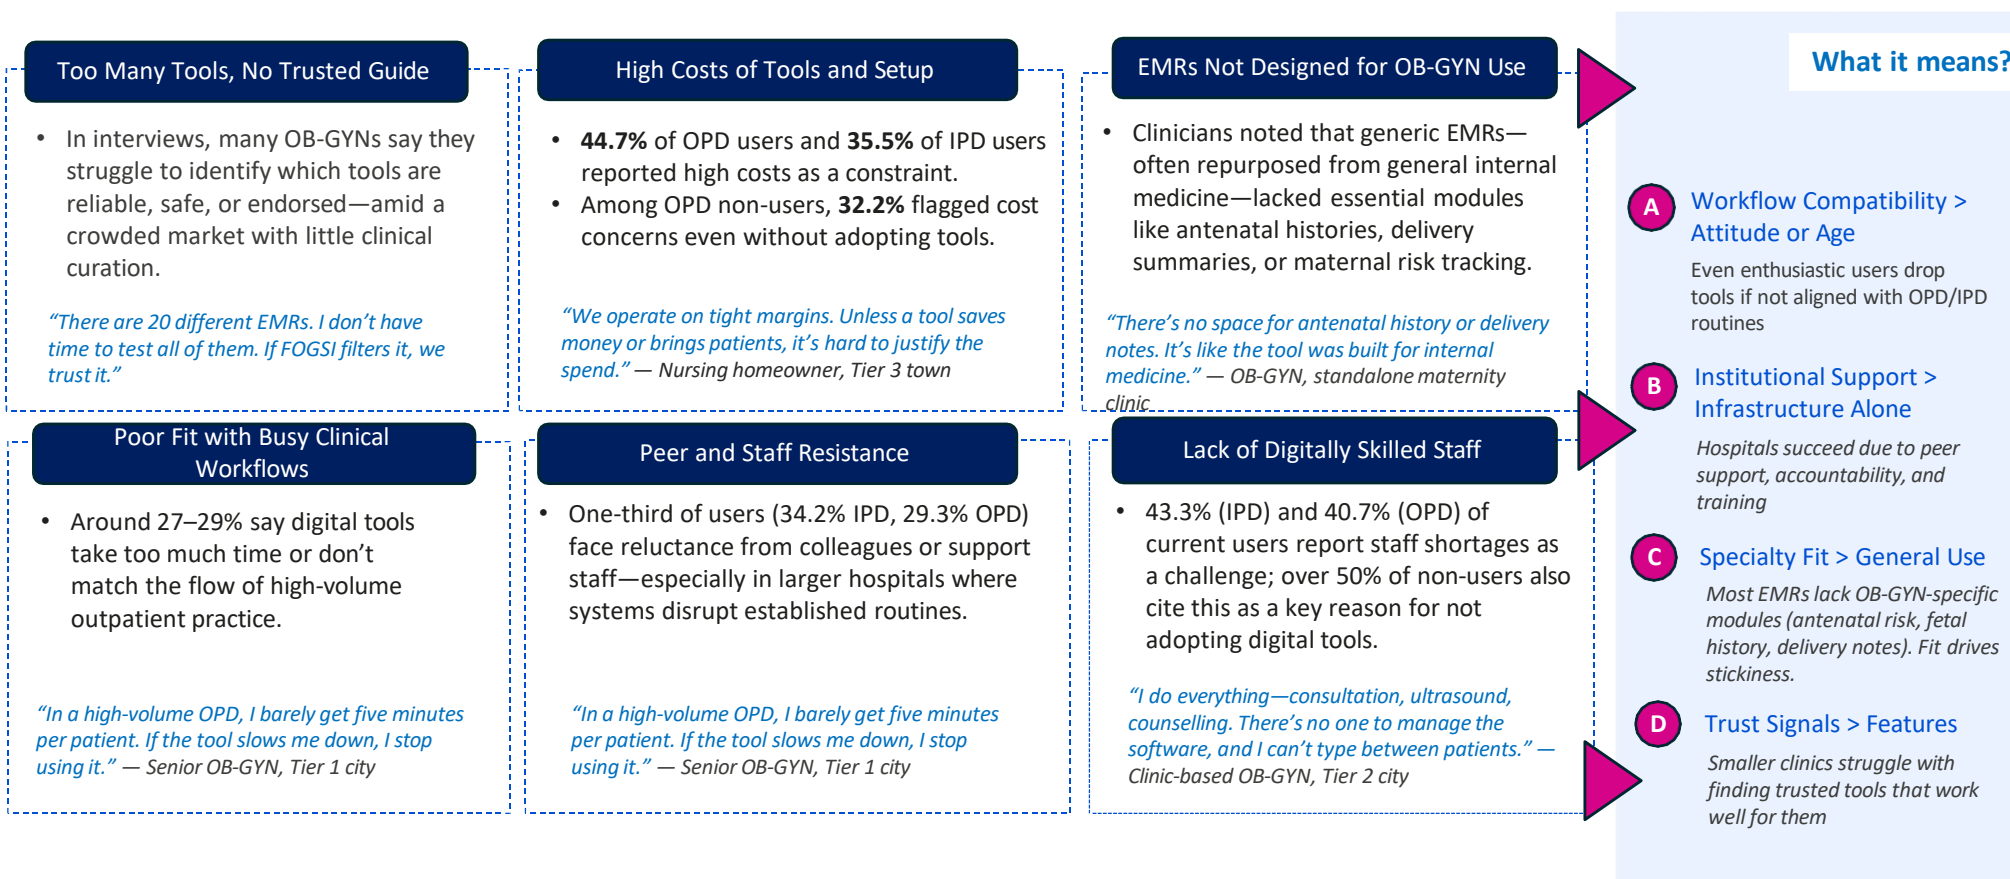 Too Many Tools, No Trusted Guide
• In interviews, many OB-GYNs say they
struggle to identify which tools are
reliable, safe, or endorsed—amid a
crowded market with little clinical
curation.
“There are 20 different EMRs. I don’t have
time to test all of them. If FOGSI filters it, we
trust it.”
High Costs of Tools and Setup
• 44.7% of OPD users and 35.5% of IPD users
reported high costs as a constraint.
• Among OPD non-users, 32.2% flagged cost
concerns even without adopting tools.
“We operate on tight margins. Unless a tool saves
money or brings patients, it’s hard to justify the
spend.” — Nursing homeowner, Tier 3 town
EMRs Not Designed for OB-GYN Use
• Clinicians noted that generic EMRs—
often repurposed from general internal
medicine—lacked essential modules
like antenatal histories, delivery
summaries, or maternal risk tracking.
“There’s no space for antenatal history or delivery
notes. It’s like the tool was built for internal
medicine.” — OB-GYN, standalone maternity
clinic
Poor Fit with Busy Clinical
Workflows
• Around 27–29% say digital tools
take too much time or don’t
match the flow of high-volume
outpatient practice.
“In a high-volume OPD, I barely get five minutes
per patient. If the tool slows me down, I stop
using it.” — Senior OB-GYN, Tier 1 city
Peer and Staff Resistance
• One-third of users (34.2% IPD, 29.3% OPD)
face reluctance from colleagues or support
staff—especially in larger hospitals where
systems disrupt established routines.
“In a high-volume OPD, I barely get five minutes
per patient. If the tool slows me down, I stop
using it.” — Senior OB-GYN, Tier 1 city
Lack of Digitally Skilled Staff
• 43.3% (IPD) and 40.7% (OPD) of
current users report staff shortages as
a challenge; over 50% of non-users also
cite this as a key reason for not
adopting digital tools.
“I do everything—consultation, ultrasound,
counselling. There’s no one to manage the
software, and I can’t type between patients.” —
Clinic-based OB-GYN, Tier 2 city
What it means?
A
Workflow Compatibility >
Attitude or Age
Even enthusiastic users drop
tools if not aligned with OPD/IPD
routines
B
Institutional Support >
Infrastructure Alone
Hospitals succeed due to peer
support, accountability, and
training
C
Specialty Fit > General Use
Most EMRs lack OB-GYN-specific
modules (antenatal risk, fetal
history, delivery notes). Fit drives
stickiness.
D
Trust Signals > Features
Smaller clinics struggle with
finding trusted tools that work
well for them